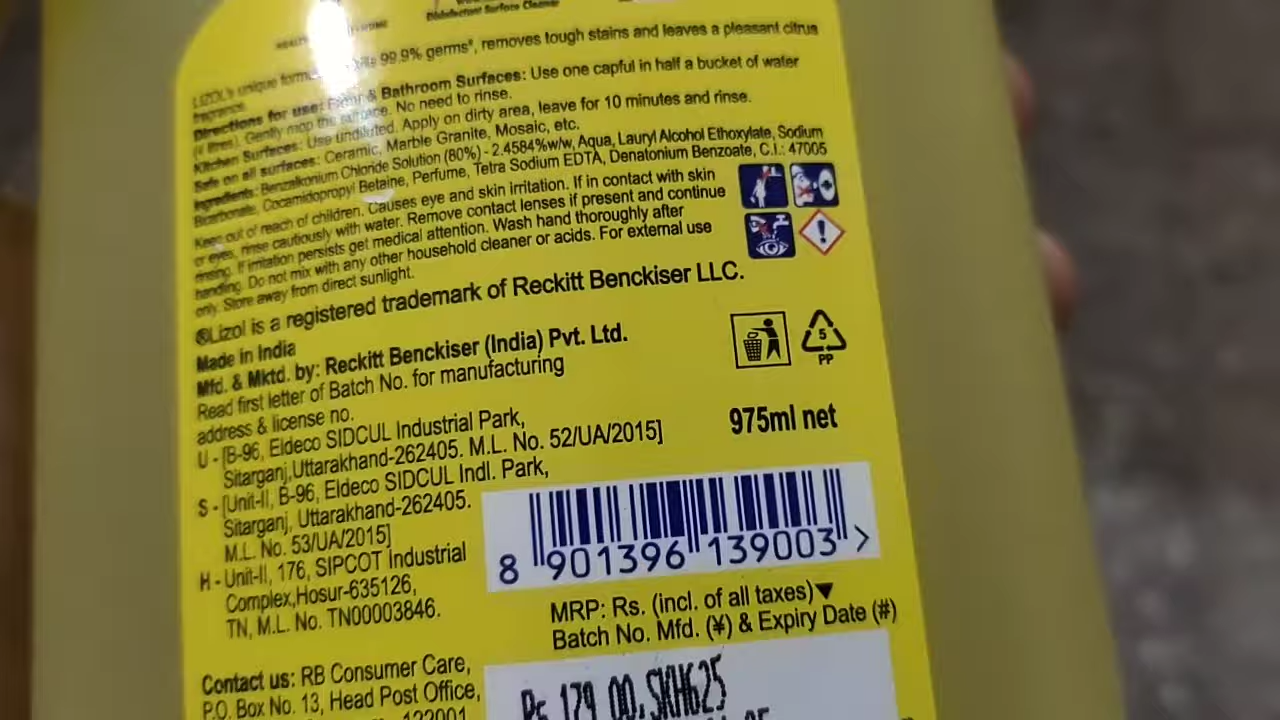 Disinfectant Surface Cleaner
LIZOL's unique 99.9% germs*, removes tough stains and leaves a pleasant citrus
fragrance.
Directions for use: Floor & Bathroom Surfaces: Use one capful in half a bucket of water
(4 litres). Gently mop the surface. No need to rinse.
Kitchen Surfaces: Use undiluted. Apply on dirty area, leave for 10 minutes and rinse.
Safe on all surfaces: Ceramic, Marble Granite, Mosaic, etc.
Ingredients: Benzalkonium Chloride Solution (80%) - 2.4584%w/w, Aqua, Lauryl Alcohol Ethoxylate, Sodium
Bicarbonate, Cocamidopropyl Betaine, Perfume, Tetra Sodium EDTA, Denatonium Benzoate, C.I.: 47005
Keep out of reach of children. Causes eye and skin irritation. If in contact with skin
or eyes, rinse cautiously with water. Remove contact lenses if present and continue
rinsing. If irritation persists get medical attention. Wash hand thoroughly after
handling. Do not mix with any other household cleaner or acids. For external use
only. Store away from direct sunlight.
®Lizol is a registered trademark of Reckitt Benckiser LLC.
Made in India
Mfd. & Mktd. by: Reckitt Benckiser (India) Pvt. Ltd.
Read first letter of Batch No. for manufacturing
address & license no.
U - [B-96, Eldeco SIDCUL Industrial Park,
Sitarganj,Uttarakhand-262405. M.L. No. 52/UA/2015]
S - [Unit-II, B-96, Eldeco SIDCUL Indl. Park,
Sitarganj, Uttarakhand-262405.
M.L. No. 53/UA/2015]
H - Unit-II, 176, SIPCOT Industrial
Complex,Hosur-635126,
TN, M.L. No. TN00003846.
Contact us: RB Consumer Care,
P.O. Box No. 13, Head Post Office,
5
PP
975ml net
8 901396 139003 >
MRP: Rs. (incl. of all taxes)▼
Batch No. Mfd. (¥) & Expiry Date (#)
Rs 179.00,SKH625